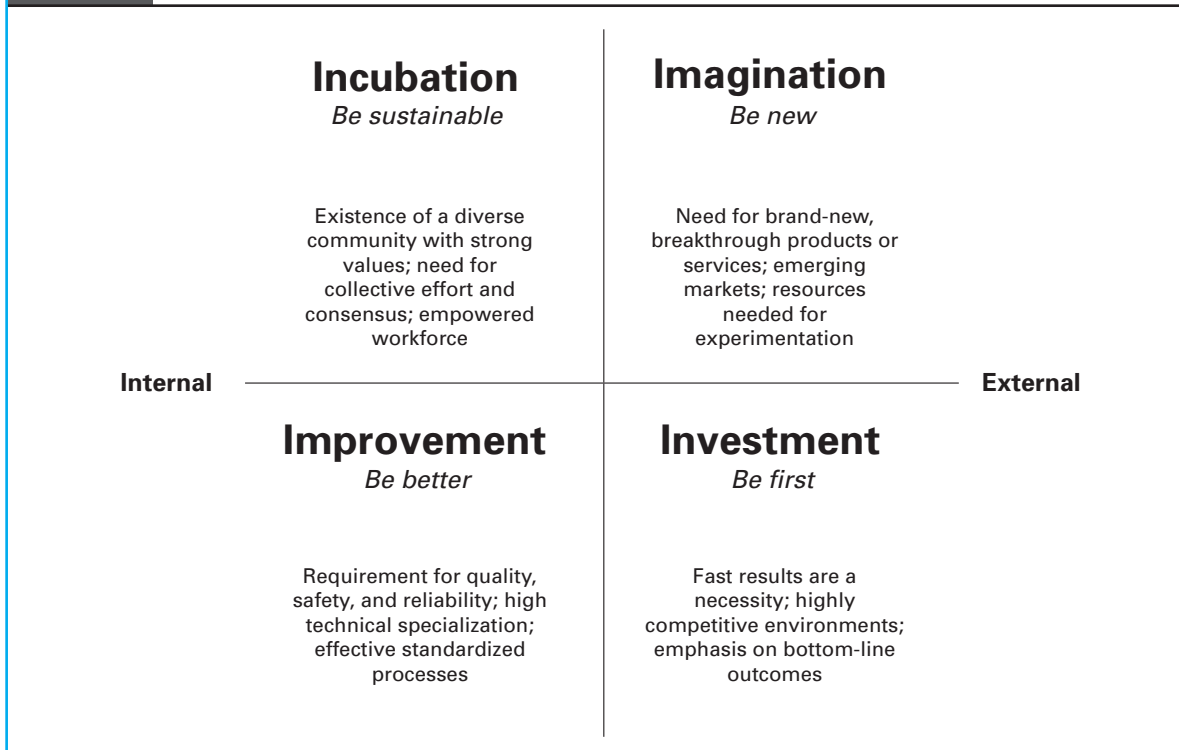 Incubation
Be sustainable
Existence of a diverse
community with strong
values; need for
collective effort and
consensus; empowered
workforce
Imagination
Be new
Need for brand-new,
breakthrough products or
services; emerging
markets; resources
needed for
experimentation
Internal
External
Improvement
Be better
Requirement for quality,
safety, and reliability; high
technical specialization;
effective standardized
processes
Investment
Be first
Fast results are a
necessity; highly
competitive environments;
emphasis on bottom-line
outcomes